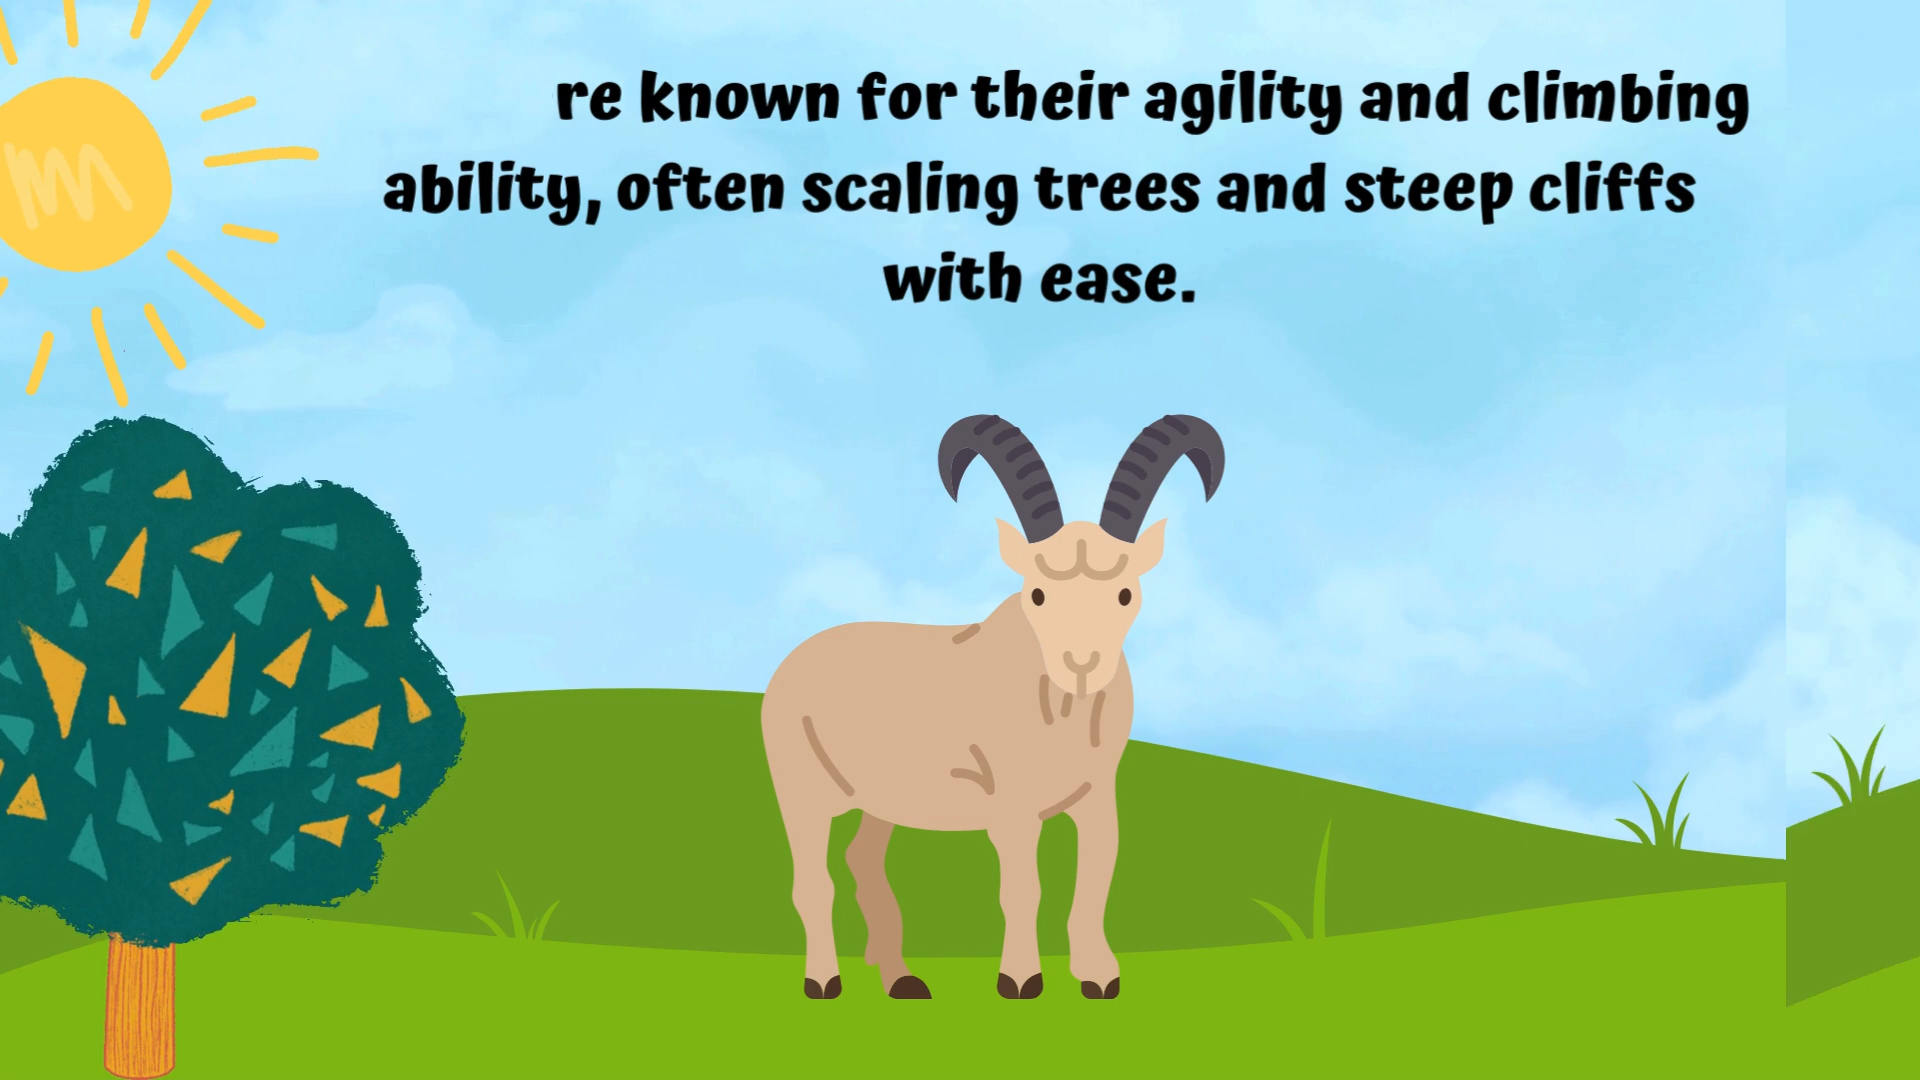 re known for their agility and climbing
ability, often scaling trees and steep cliffs
with ease.